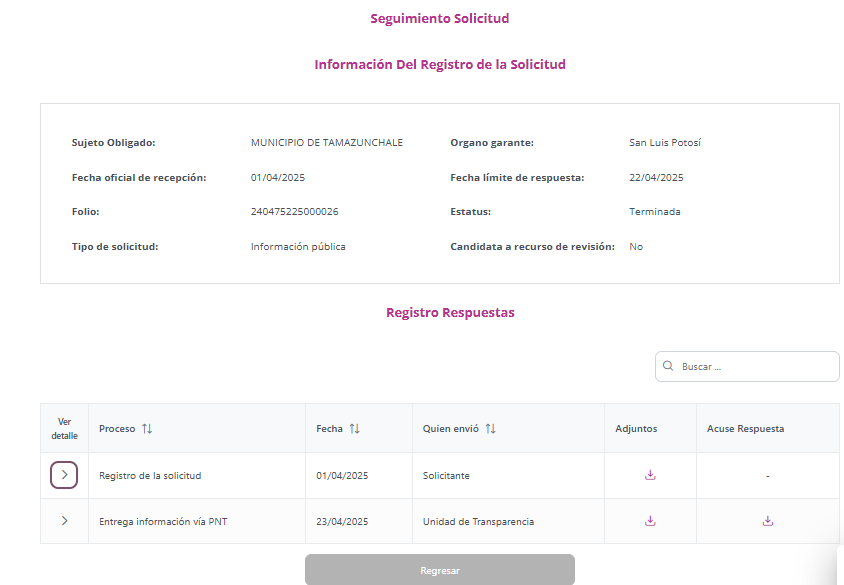 Seguimiento Solicitud
Información Del Registro de la Solicitud
Sujeto Obligado: MUNICIPIO DE TAMAZUNCHALE Organo garante: San Luis Potosí
Fecha oficial de recepción: 01/04/2025 Fecha límite de respuesta: 22/04/2025
Folio: 240475225000026 Estatus: Terminada
Tipo de solicitud: Información pública Candidata a recurso de revisión: No
Registro Respuestas
Buscar ...
Ver detalle Proceso Fecha Quien envió Adjuntos Acuse Respuesta
Registro de la solicitud 01/04/2025 Solicitante -
Entrega información vía PNT 23/04/2025 Unidad de Transparencia
Regresar